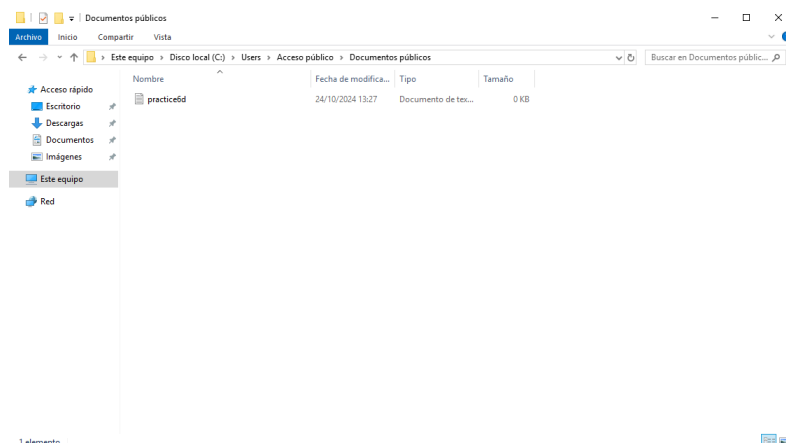 Documentos públicos
Archivo Inicio Compartir Vista
Este equipo > Disco local (C:) > Users > Acceso público > Documentos públicos
Buscar en Documentos públic...
Nombre Fecha de modifica... Tipo Tamaño
practice6d 24/10/2024 13:27 Documento de tex... 0 KB
Acceso rápido
Escritorio
Descargas
Documentos
Imágenes
Este equipo
Red
1 elemento